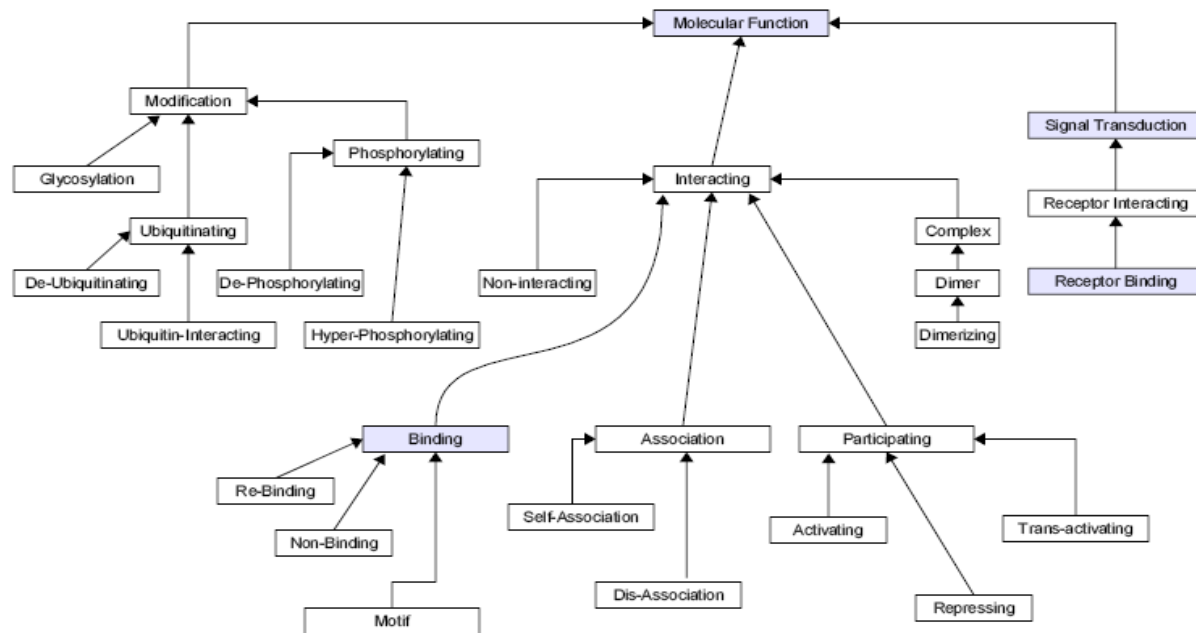 Molecular Function
Modification
Signal Transduction
Phosphorylating
Glycosylation
Interacting
Receptor Interacting
Ubiquitinating
Complex
De-Ubiquitinating
De-Phosphorylating
Non-interacting
Dimer
Receptor Binding
Ubiquitin-Interacting
Hyper-Phosphorylating
Dimerizing
Binding
Association
Participating
Re-Binding
Self-Association
Activating
Trans-activating
Non-Binding
Dis-Association
Repressing
Motif